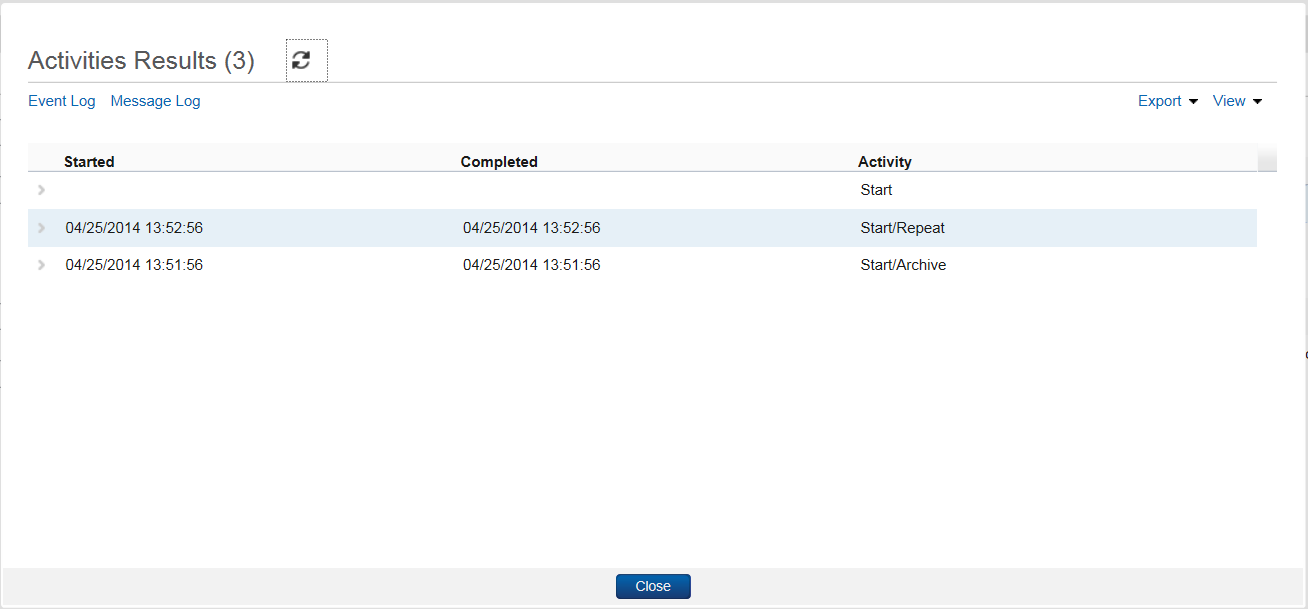 Activities Results (3)
Event Log Message Log Export View
Started Completed Activity
Start
04/25/2014 13:52:56 04/25/2014 13:52:56 Start/Repeat
04/25/2014 13:51:56 04/25/2014 13:51:56 Start/Archive
Close